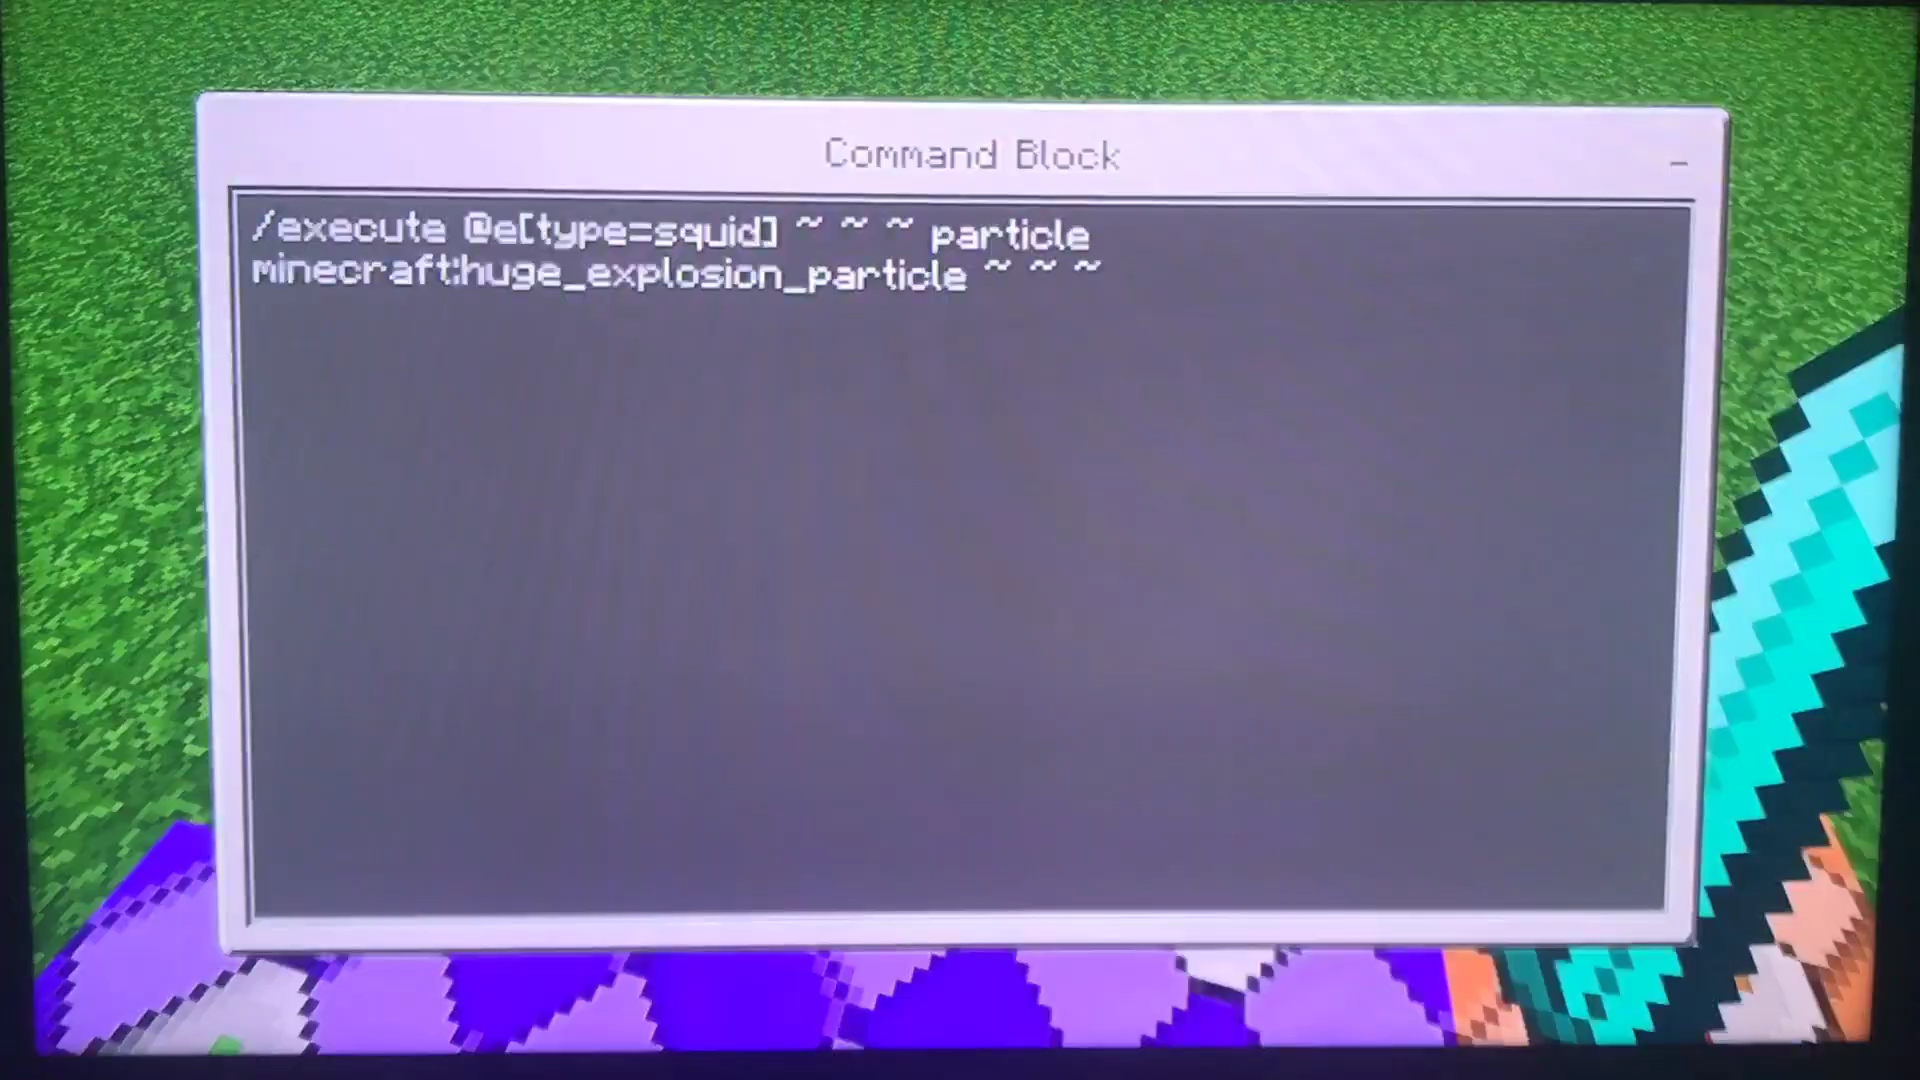 Command Block
/execute @e[type=squid] ~ ~ ~ particle
minecraft:huge_explosion_particle ~ ~ ~